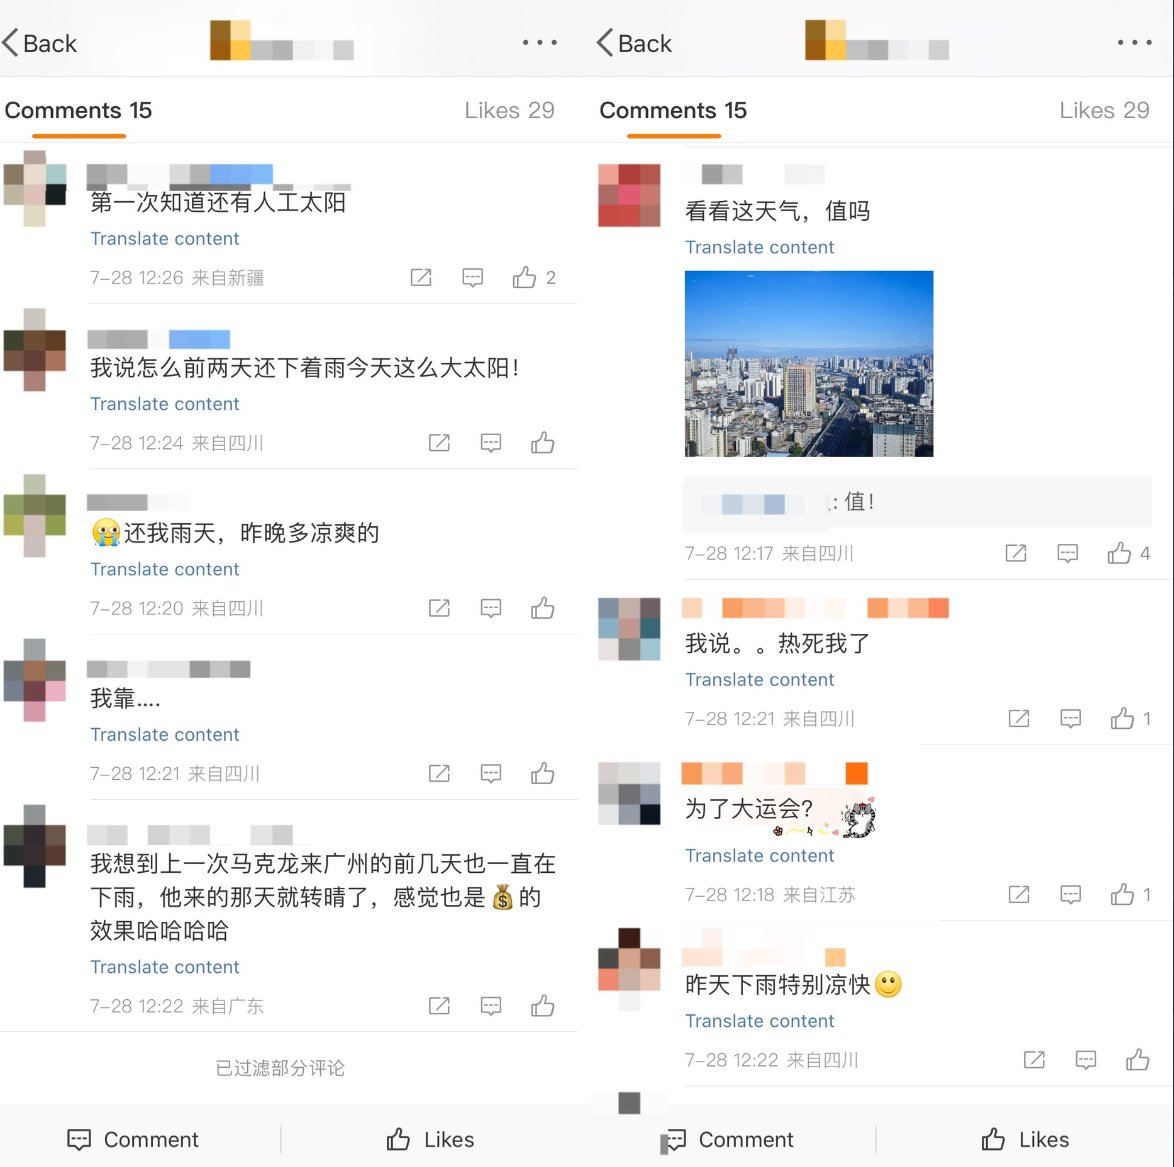 Back
Comments 15
Likes 29
第一次知道还有人工太阳
Translate content
7-28 12:26 来自新疆
2
我说怎么前两天还下着雨今天这么大太阳!
Translate content
7-28 12:24 来自四川
还我雨天，昨晚多凉爽的
Translate content
7-28 12:20 来自四川
我靠....
Translate content
7-28 12:21 来自四川
我想到上一次马克龙来广州的前几天也一直在
下雨，他来的那天就转晴了，感觉也是💰的
效果哈哈哈哈
Translate content
7-28 12:22 来自广东
已过滤部分评论
Comment
Likes
Back
Comments 15
Likes 29
看看这天气，值吗
Translate content
: 值!
7-28 12:17 来自四川
4
我说。。热死我了
Translate content
7-28 12:21 来自四川
1
为了大运会?
Translate content
7-28 12:18 来自江苏
1
昨天下雨特别凉快
Translate content
7-28 12:22 来自四川
Comment
Likes